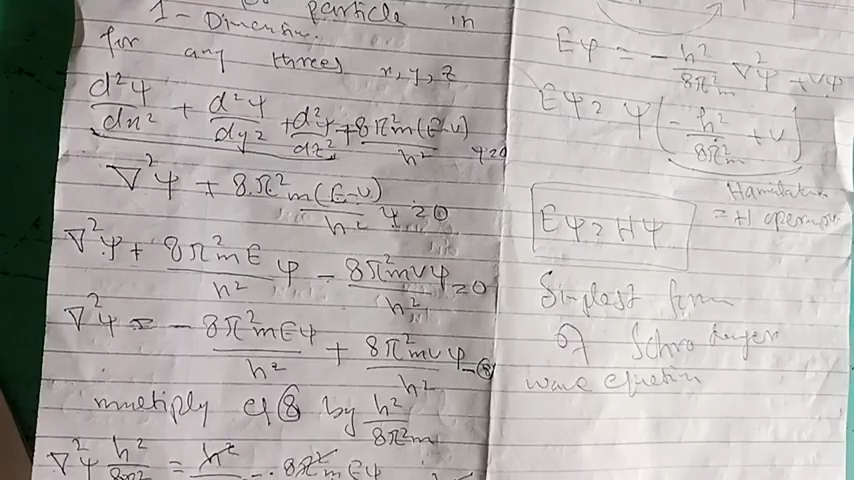 particle in
1 - Dimension.
for any threes x, y, z
d²ψ/dx² + d²ψ/dy² + d²ψ/dz² + 8π²m(E-V)/h² ψ=0
∇²ψ + 8π²m(E-V)/h² ψ=0
∇²ψ + 8π²mE/h² ψ - 8π²mVψ/h² =0
∇²ψ = - 8π²mEψ/h² + 8π²mVψ/h² -⑧
multiply eq ⑧ by h²/8π²m
∇²ψ h²/8π² = h² - . 8π²mEψ
Eψ = - h²/8π²m ∇²ψ + Vψ
Eψ = ψ(- h²/8π²m + V)
= H operator
Eψ = Hψ
Simplest form
of Schrodinger
wave equation